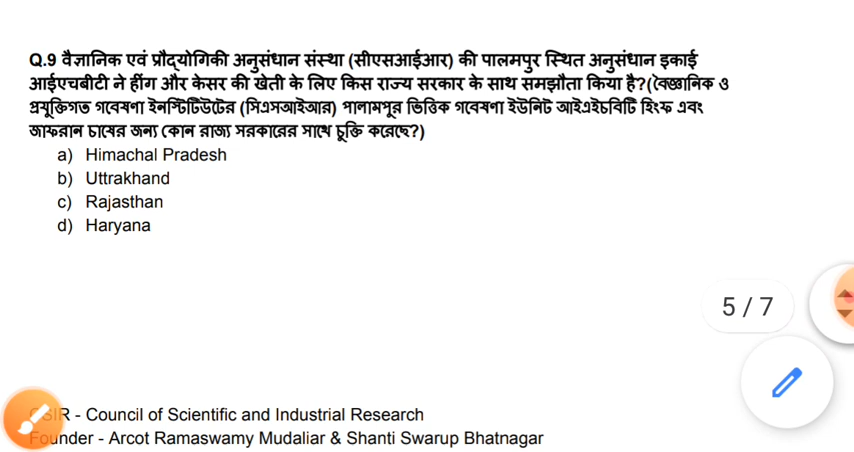 Q.9 वैज्ञानिक एवं प्रौद्योगिकी अनुसंधान संस्था (सीएसआईआर) की पालमपुर स्थित अनुसंधान इकाई
आईएचबीटी ने हींग और केसर की खेती के लिए किस राज्य सरकार के साथ समझौता किया है?(বৈজ্ঞানিক ও
প্রযুক্তিগত গবেষণা ইনস্টিটিউটের (সিএসআইআর) পালামপুর ভিত্তিক গবেষণা ইউনিট আইএইচবিটি হিংফ এবং
জাফরান চাষের জন্য কোন রাজ্য সরকারের সাথে চুক্তি করেছে?)
a) Himachal Pradesh
b) Uttrakhand
c) Rajasthan
d) Haryana
5 / 7
CSIR - Council of Scientific and Industrial Research
Founder - Arcot Ramaswamy Mudaliar & Shanti Swarup Bhatnagar